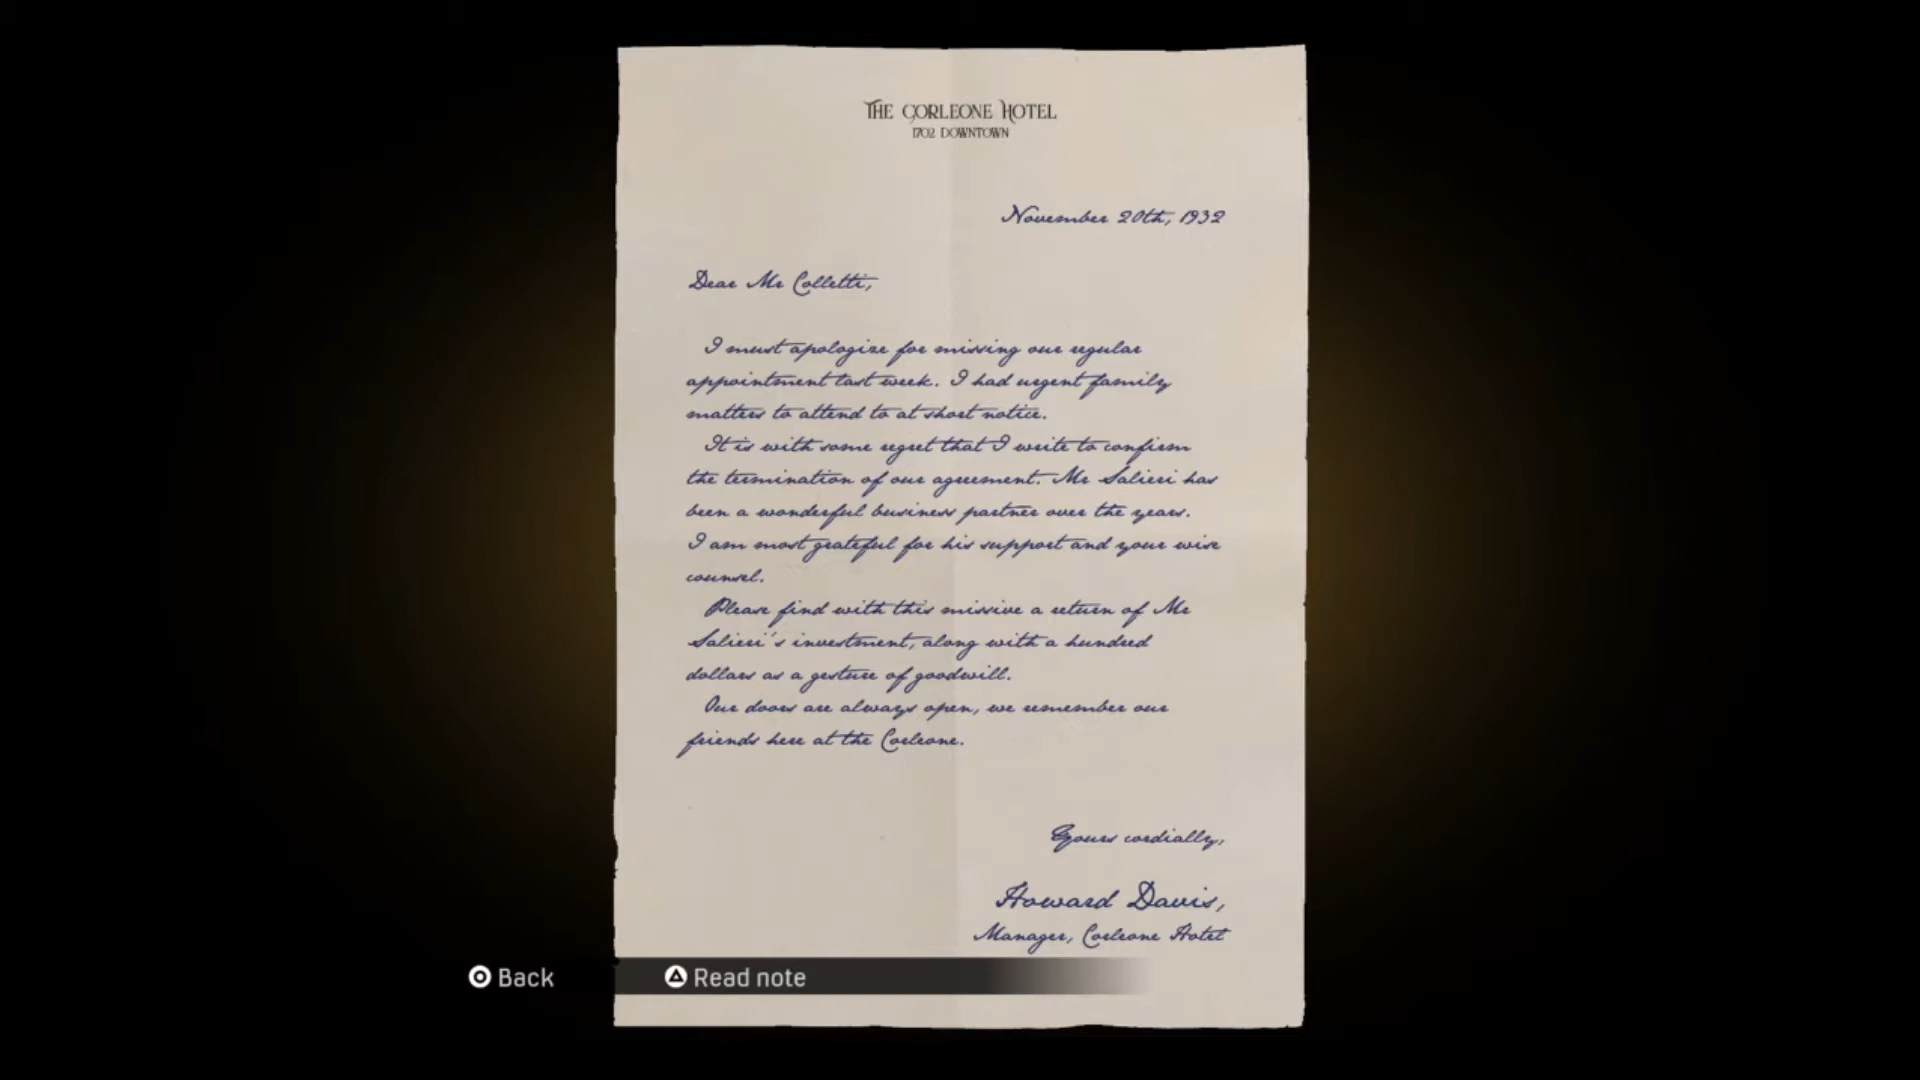 THE CORLEONE HOTEL
1702 DOWNTOWN
November 20th, 1932
Dear Mr Colletti,
I must apologize for missing our regular
appointment last week. I had urgent family
matters to attend to at short notice.
It is with some regret that I write to confirm
the termination of our agreement. Mr Salieri has
been a wonderful business partner over the years.
I am most grateful for his support and your wise
counsel.
Please find with this missive a return of Mr
Salieri's investment, along with a hundred
dollars as a gesture of goodwill.
Our doors are always open, we remember our
friends here at the Corleone.
Yours cordially,
Howard Davis,
Manager, Corleone Hotel
Back
Read note